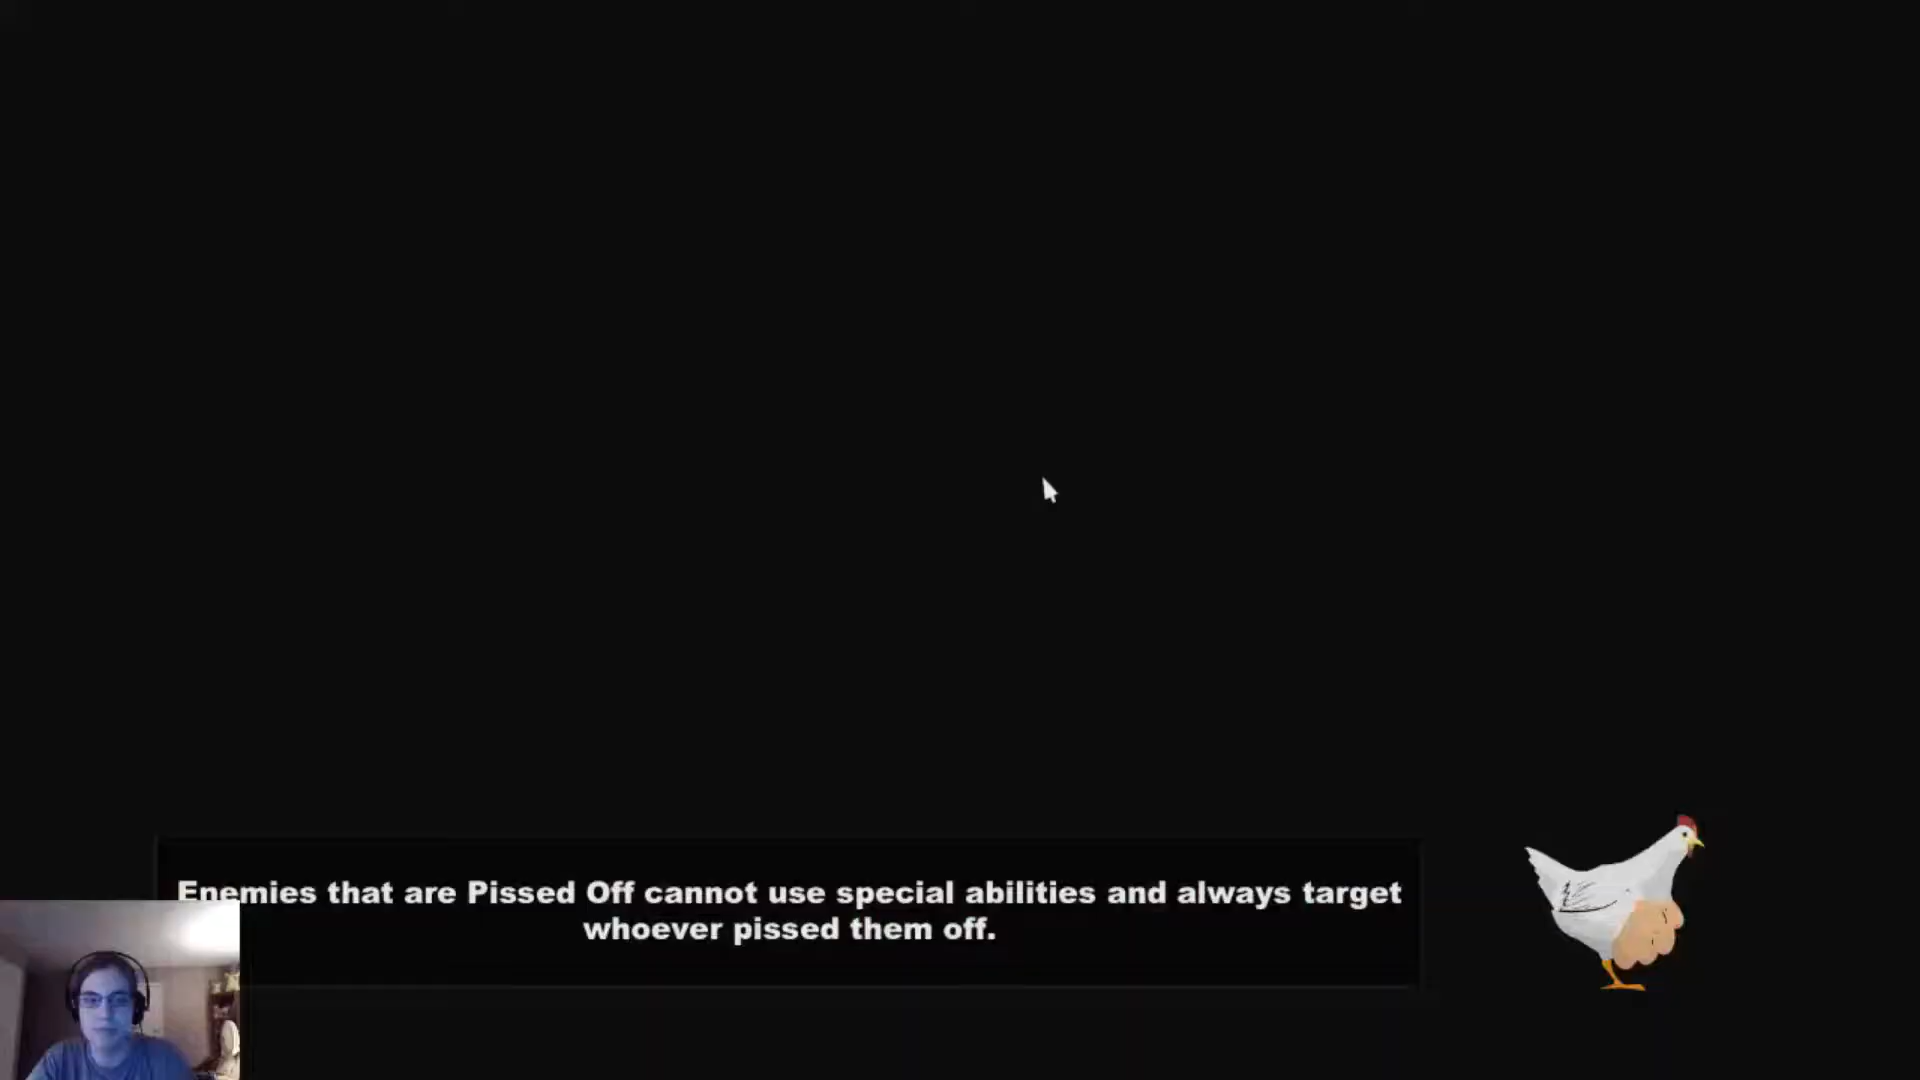 Enemies that are Pissed Off cannot use special abilities and always target
whoever pissed them off.